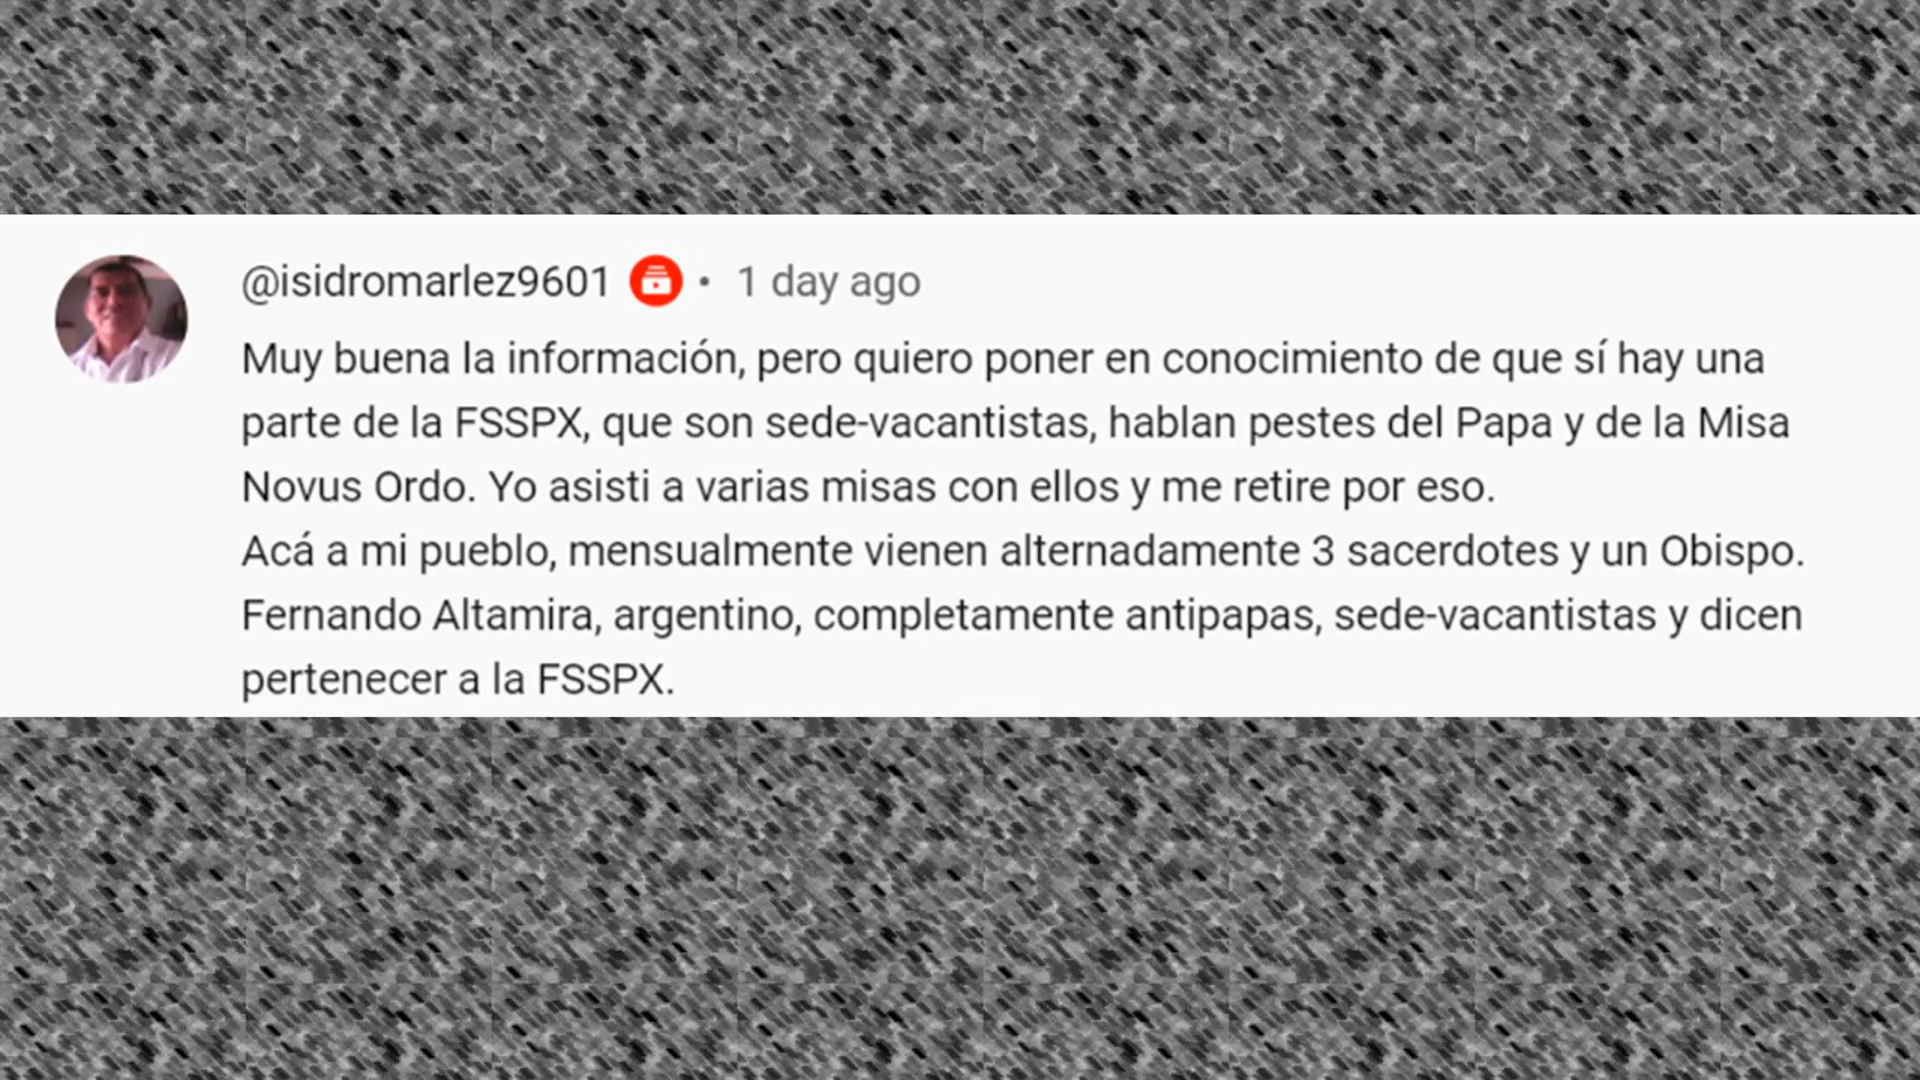 @isidromarlez9601 • 1 day ago
Muy buena la información, pero quiero poner en conocimiento de que sí hay una
parte de la FSSPX, que son sede-vacantistas, hablan pestes del Papa y de la Misa
Novus Ordo. Yo asisti a varias misas con ellos y me retire por eso.
Acá a mi pueblo, mensualmente vienen alternadamente 3 sacerdotes y un Obispo.
Fernando Altamira, argentino, completamente antipapas, sede-vacantistas y dicen
pertenecer a la FSSPX.